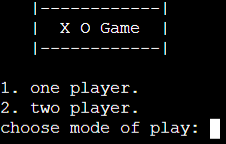 |------------|
| X O Game |
|------------|
1. one player.
2. two player.
choose mode of play: